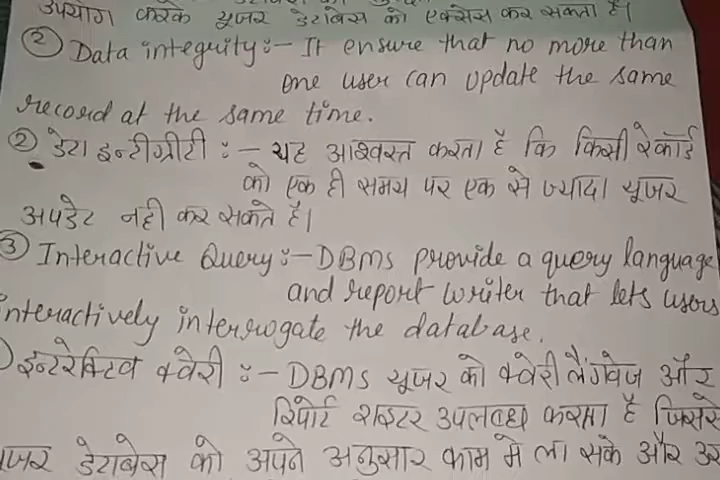 उपयोग करके यूजर डेटाबेस को एक्सेस कर सकता है।
② Data integrity :- It ensure that no more than
one user can update the same
record at the same time.
② डेटा इन्टीग्रीटी :- यह आश्वस्त करता है कि किसी रेकॉर्ड
को एक ही समय पर एक से ज्यादा यूजर
अपडेट नही कर सकते है।
③ Interactive Query :- DBMS provide a query language
and report writer that lets users
interactively interrogate the database.
इन्टरेक्टिव क्वेरी :- DBMS यूजर को क्वेरी लैंग्वेज और
रिपोर्ट राइटर उपलब्ध करता है जिससे
यूजर डेटाबेस को अपने अनुसार काम मे ला सके और